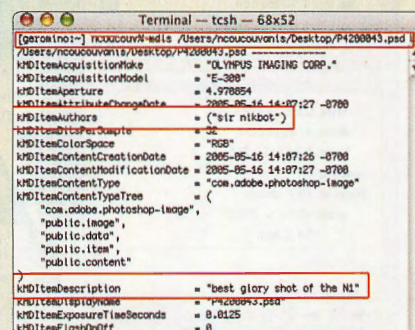 Terminal — tcsh — 68x52
[geromino:~] ncoucouv% mdls /Users/ncoucouvanis/Desktop/P4200043.psd
/Users/ncoucouvanis/Desktop/P4200043.psd -------------
kMDItemAcquisitionMake = "OLYMPUS IMAGING CORP."
kMDItemAcquisitionModel = "E-300"
kMDItemAperture = 4.970854
kMDItemAttributeChangeDate = 2005-05-16 14:07:27 -0700
kMDItemAuthors = ("sir nikbot")
kMDItemBitsPerSample = 32
kMDItemColorSpace = "RGB"
kMDItemContentCreationDate = 2005-05-16 14:07:26 -0700
kMDItemContentModificationDate = 2005-05-16 14:07:27 -0700
kMDItemContentType = "com.adobe.photoshop-image"
kMDItemContentTypeTree = (
"com.adobe.photoshop-image",
"public.image",
"public.data",
"public.item",
"public.content"
)
kMDItemDescription = "best glory shot of the N1"
kMDItemDisplayName = "P4200043.psd"
kMDItemExposureTimeSeconds = 0.0125
kMDItemFlashOnOff = 0